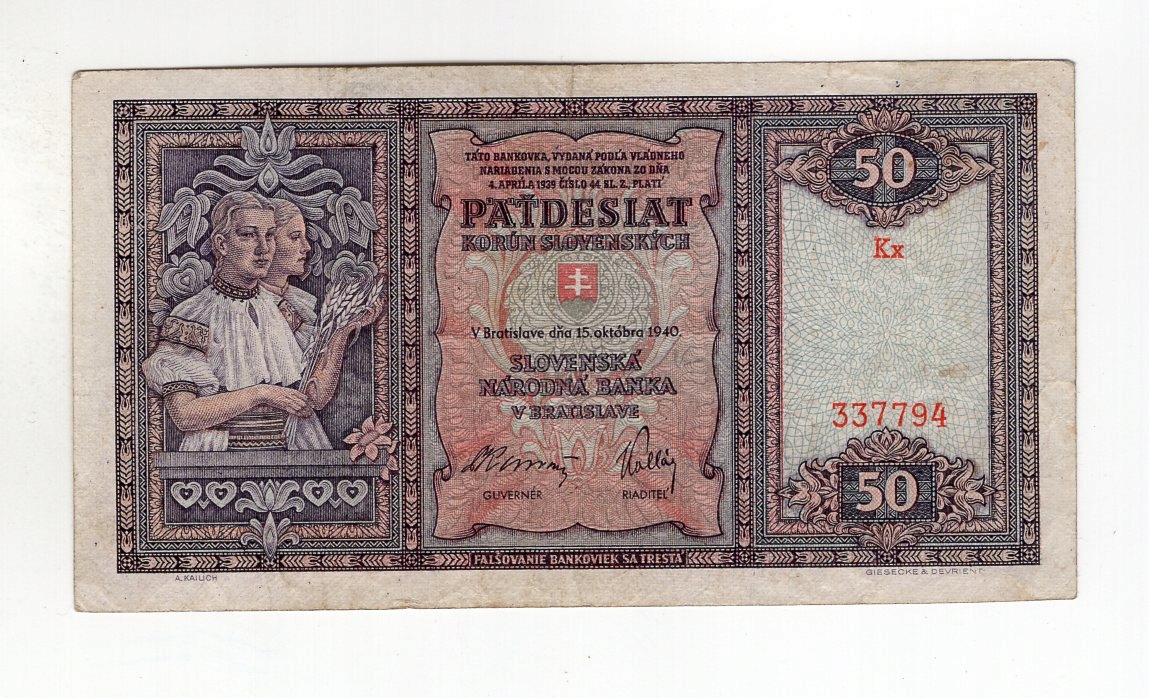 TÁTO BANKOVKA, VYDANÁ PODĽA VLÁDNEHO
NARIADENIA S MOCOU ZÁKONA ZO DŇA
4. APRÍLA 1939 ČÍSLO 44 SL. Z., PLATÍ
PÄŤDESIAT
KORÚN SLOVENSKÝCH
V Bratislave dňa 15. októbra 1940.
SLOVENSKÁ
NÁRODNÁ BANKA
V BRATISLAVE
GUVERNÉR
RIADITEĽ
FALŠOVANIE BANKOVIEK SA TRESTÁ
50
Kx
337794
50
GIESECKE & DEVRIENT